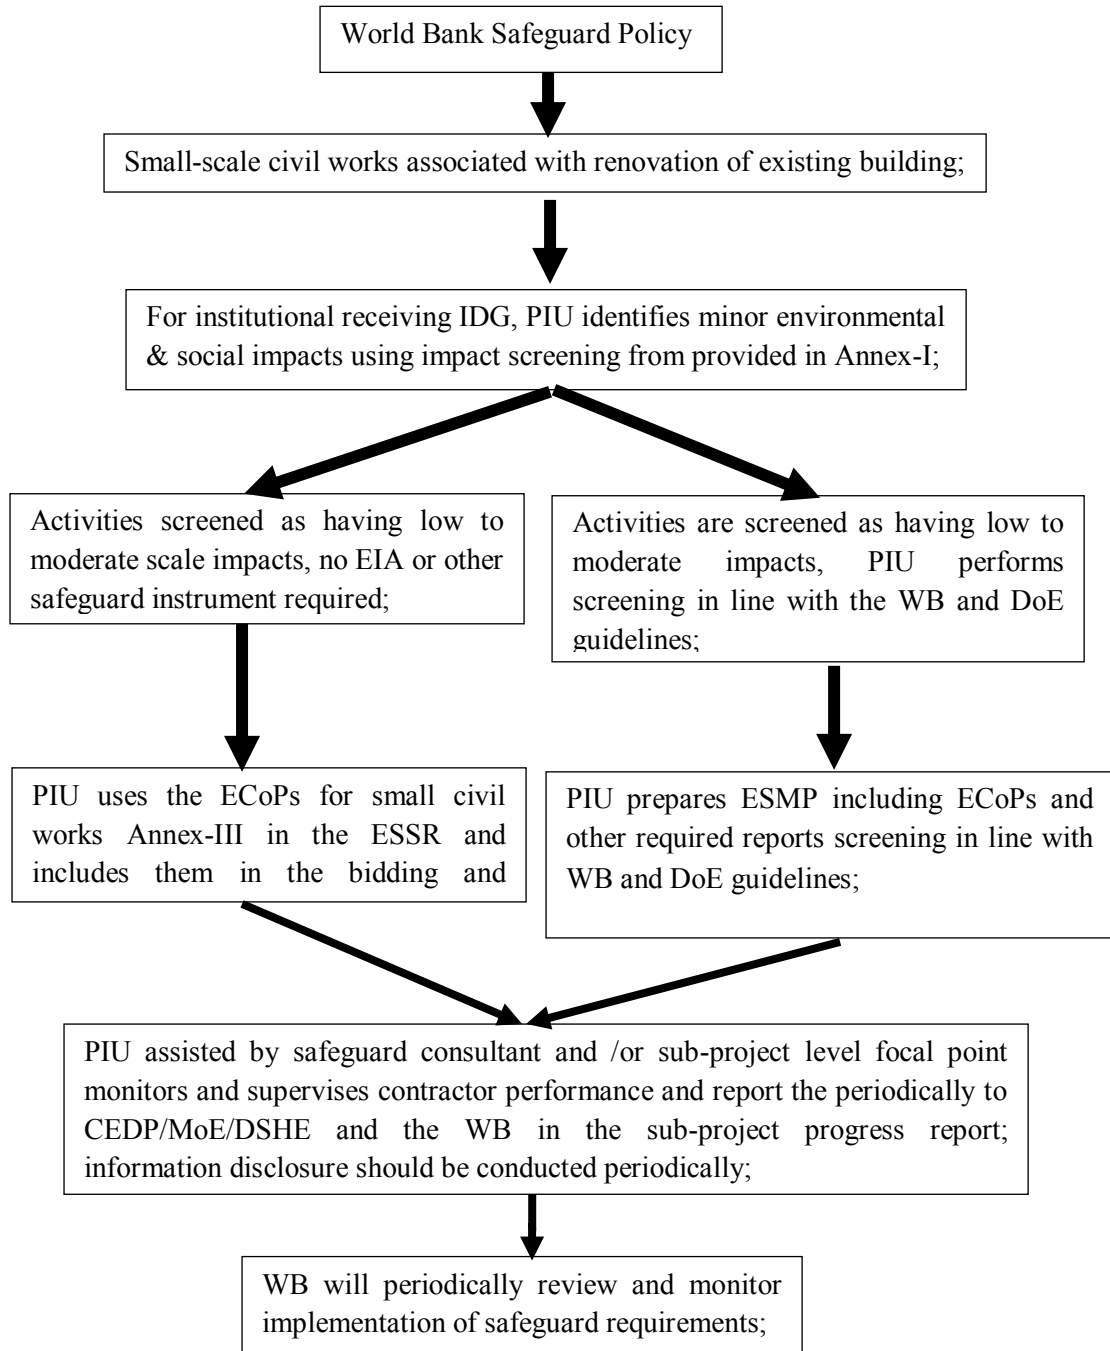 World Bank Safeguard Policy
Small-scale civil works associated with renovation of existing building;
For institutional receiving IDG, PIU identifies minor environmental
& social impacts using impact screening from provided in Annex-I;
Activities screened as having low to
moderate scale impacts, no EIA or other
safeguard instrument required;
Activities are screened as having low to
moderate impacts, PIU performs
screening in line with the WB and DoE
guidelines;
PIU uses the ECoPs for small civil
works Annex-III in the ESSR and
includes them in the bidding and
PIU prepares ESMP including ECoPs and
other required reports screening in line with
WB and DoE guidelines;
PIU assisted by safeguard consultant and /or sub-project level focal point
monitors and supervises contractor performance and report the periodically to
CEDP/MoE/DSHE and the WB in the sub-project progress report;
information disclosure should be conducted periodically;
WB will periodically review and monitor
implementation of safeguard requirements;